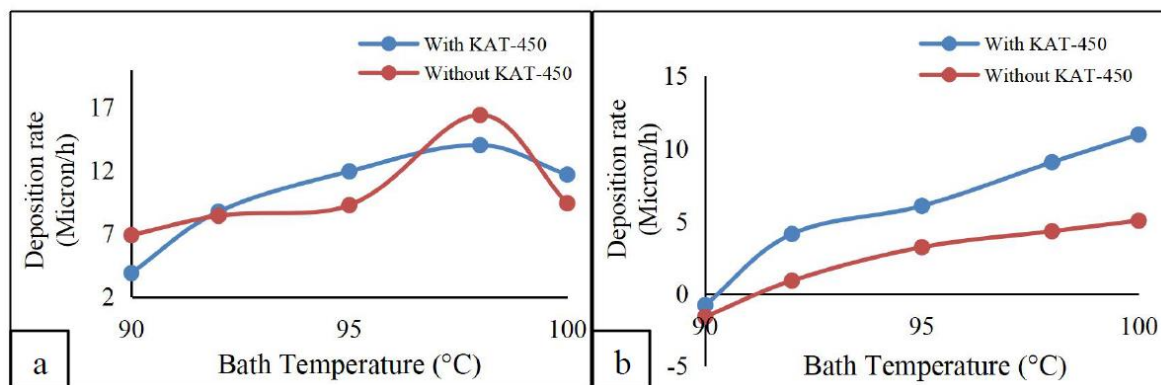 With KAT-450
Without KAT-450
17
12
7
2
Deposition rate
(Micron/h)
90
95
100
Bath Temperature (°C)
a
With KAT-450
Without KAT-450
15
10
5
0
-5
Deposition rate
(Micron/h)
90
95
100
Bath Temperature (°C)
b